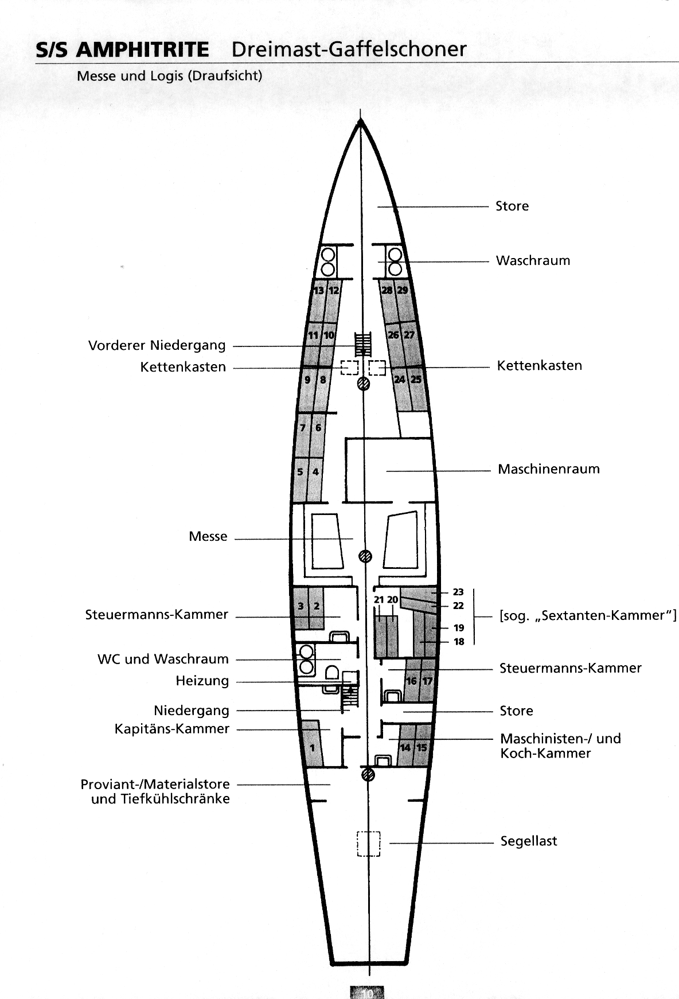 S/S AMPHITRITE Dreimast-Gaffelschoner
Messe und Logis (Draufsicht)
Store
Waschraum
13 12 28 29
11 10 26 27
Vorderer Niedergang
Kettenkasten
Kettenkasten
9 8 24 25
7 6
5 4
Maschinenraum
Messe
3 2
21 20
23
22
19
18
[sog. „Sextanten-Kammer“]
Steuermanns-Kammer
WC und Waschraum
Heizung
Steuermanns-Kammer
16 17
Niedergang
Store
Kapitäns-Kammer
Maschinisten-/ und
Koch-Kammer
1 14 15
Proviant-/Materialstore
und Tiefkühlschränke
Segellast
10